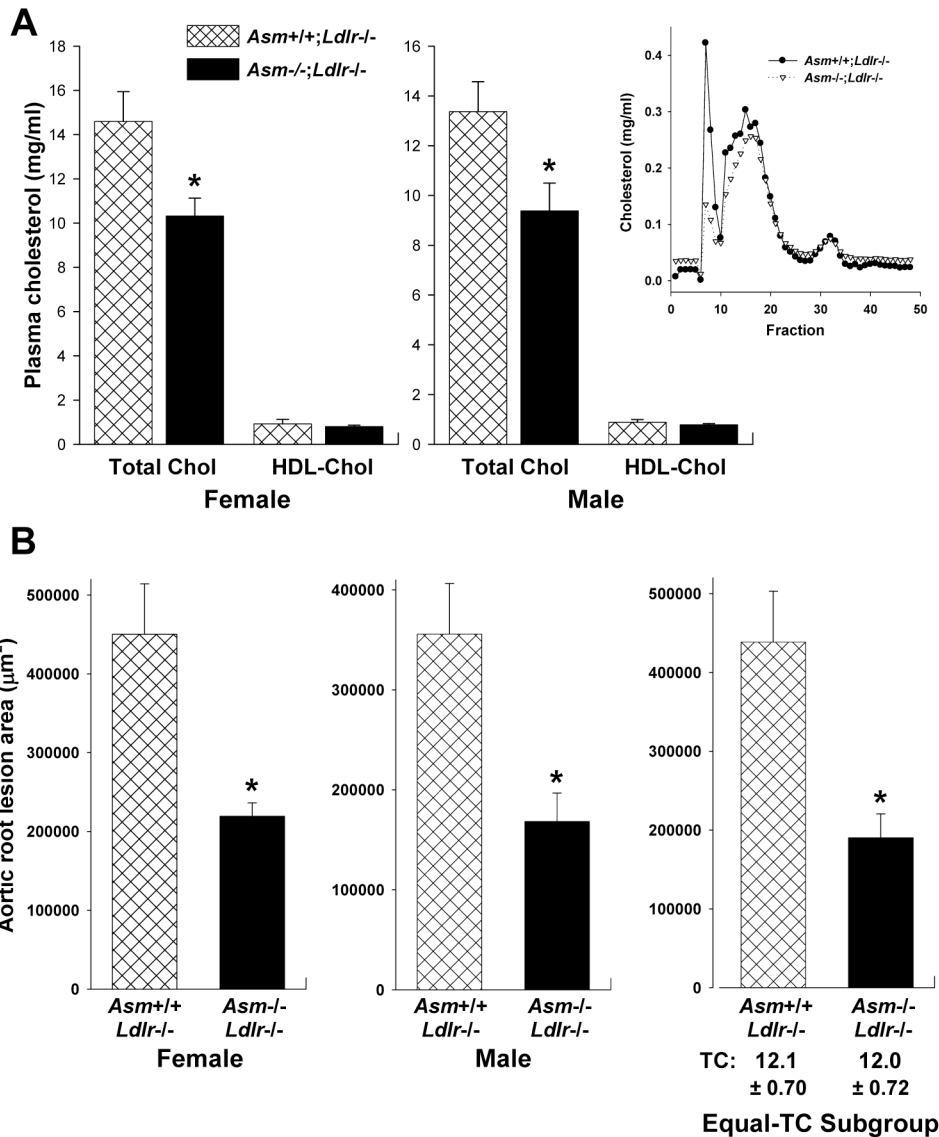 A
Asm+/+;Ldlr-/-
Asm-/-;Ldlr-/-
Plasma cholesterol (mg/ml)
18
16
14
12
10
8
6
4
2
0
*
Total Chol
HDL-Chol
Female
16
14
12
10
8
6
4
2
0
*
Total Chol
HDL-Chol
Male
Asm+/+;Ldlr-/-
Asm-/-;Ldlr-/-
Cholesterol (mg/ml)
0.4
0.3
0.2
0.1
0.0
0 10 20 30 40 50
Fraction
B
Aortic root lesion area (µm²)
500000
400000
300000
200000
100000
0
*
Asm+/+ Asm-/-
Ldlr-/- Ldlr-/-
Female
400000
300000
200000
100000
0
*
Asm+/+ Asm-/-
Ldlr-/- Ldlr-/-
Male
500000
400000
300000
200000
100000
0
*
Asm+/+ Asm-/-
Ldlr-/- Ldlr-/-
TC: 12.1 12.0
± 0.70 ± 0.72
Equal-TC Subgroup